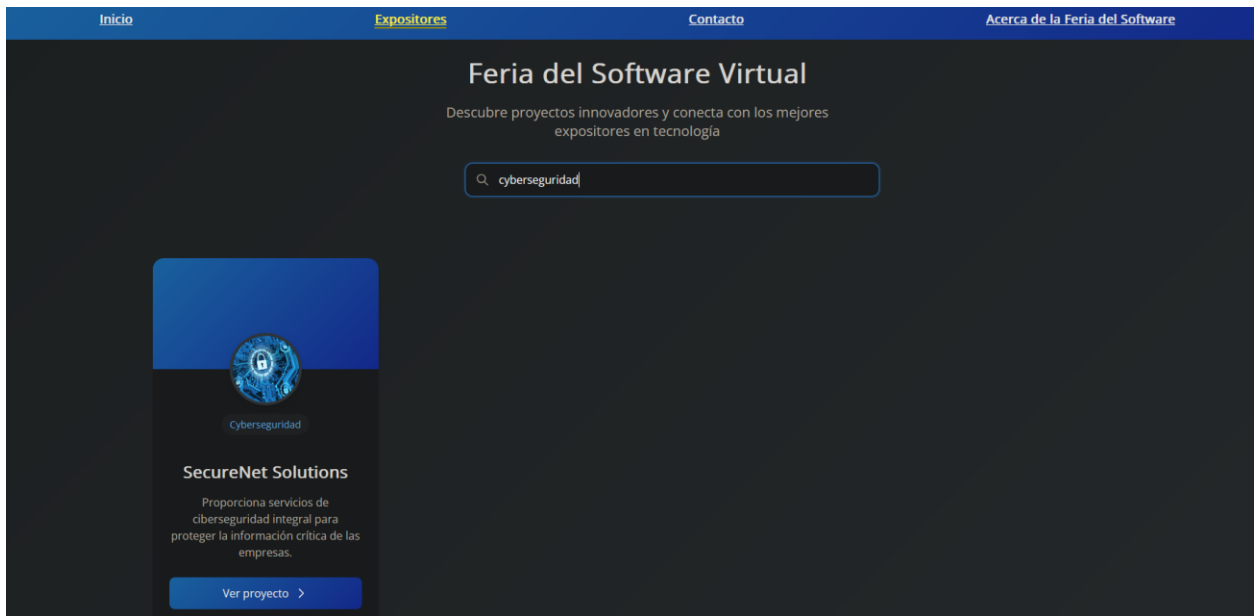 Inicio Expositores Contacto Acerca de la Feria del Software
Feria del Software Virtual
Descubre proyectos innovadores y conecta con los mejores
expositores en tecnología
cyberseguridad
Cyberseguridad
SecureNet Solutions
Proporciona servicios de
ciberseguridad integral para
proteger la información crítica de las
empresas.
Ver proyecto